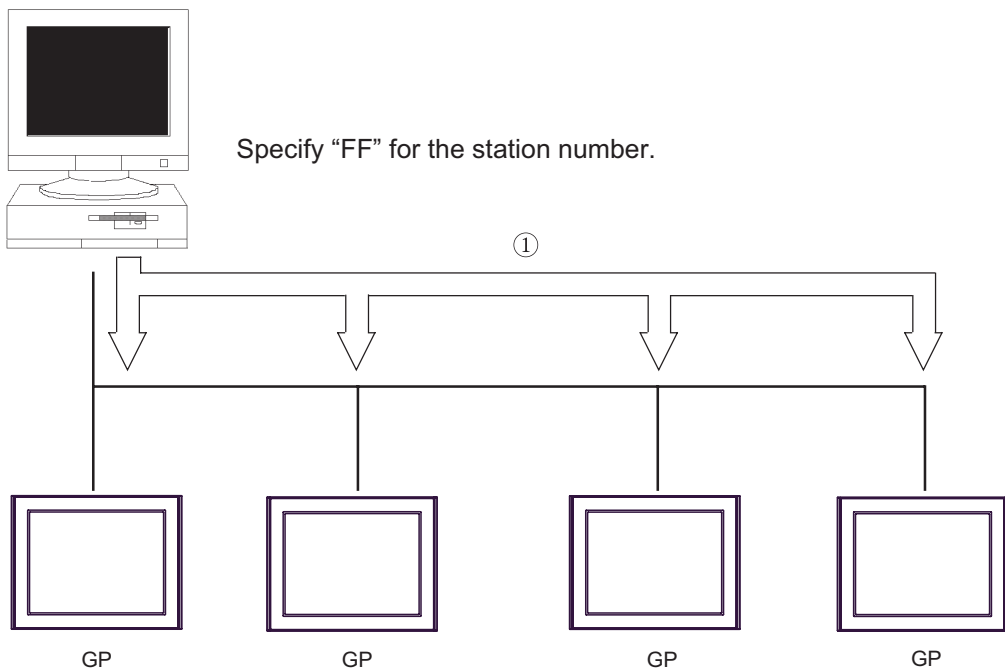 Specify “FF” for the station number.
①
GP GP GP GP